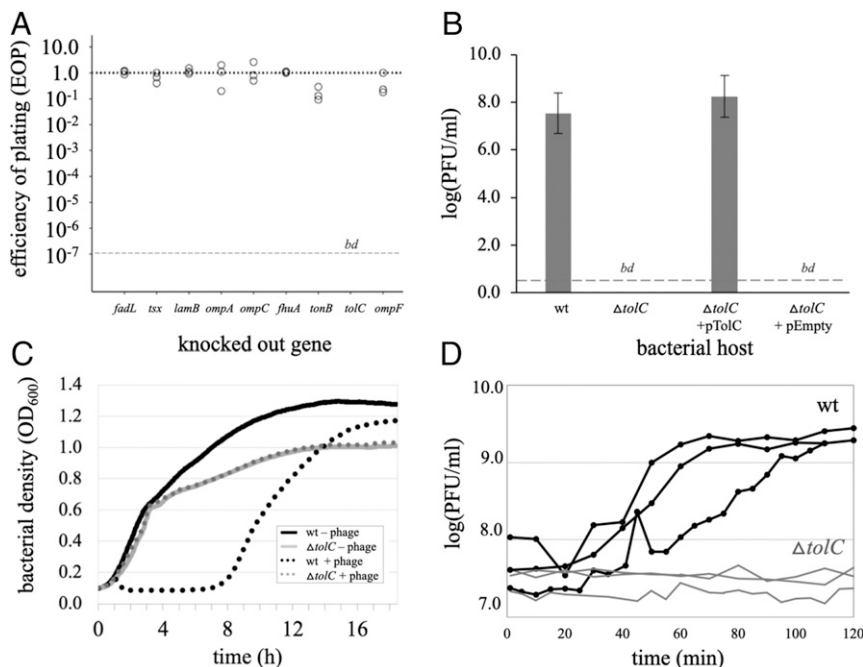 A
efficiency of plating (EOP)
10.0
1.0
10-1
10-2
10-3
10-4
10-5
10-6
10-7
bd
fadL tsx lamB ompA ompC fhuA tonB tolC ompF
knocked out gene
B
log(PFU/ml)
10.0
8.0
6.0
4.0
2.0
0.0
bd bd
wt ΔtolC ΔtolC ΔtolC
+pTolC + pEmpty
bacterial host
C
bacterial density (OD600)
1.4
1.2
1.0
0.8
0.6
0.4
0.2
0.0
wt – phage
ΔtolC – phage
wt + phage
ΔtolC + phage
0 4 8 12 16
time (h)
D
log(PFU/ml)
10.0
9.0
8.0
7.0
wt
ΔtolC
0 20 40 60 80 100 120
time (min)